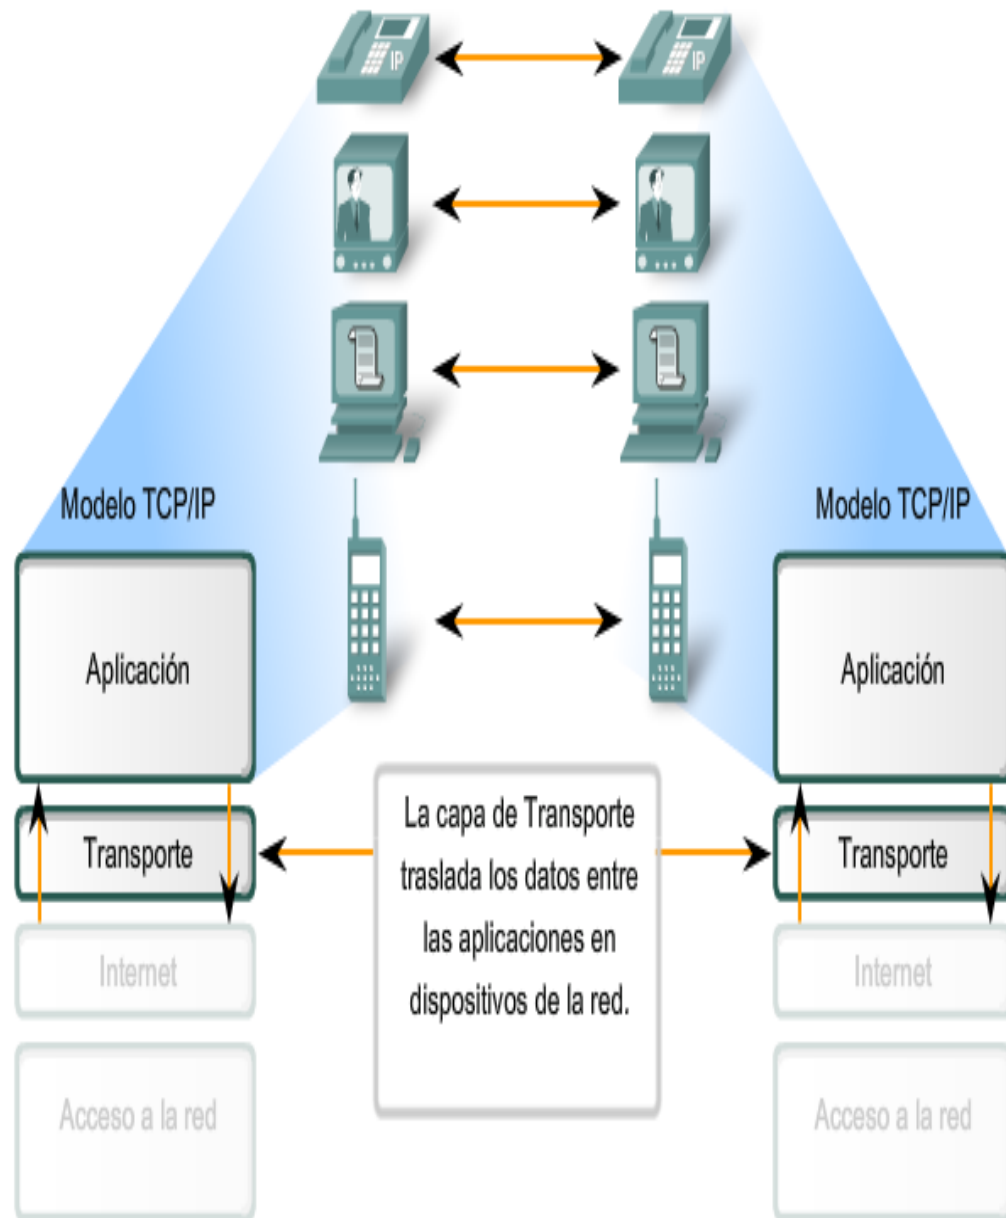 IP
IP
Modelo TCP/IP
Modelo TCP/IP
Aplicación
Aplicación
La capa de Transporte
traslada los datos entre
las aplicaciones en
dispositivos de la red.
Transporte
Transporte
Internet
Internet
Acceso a la red
Acceso a la red